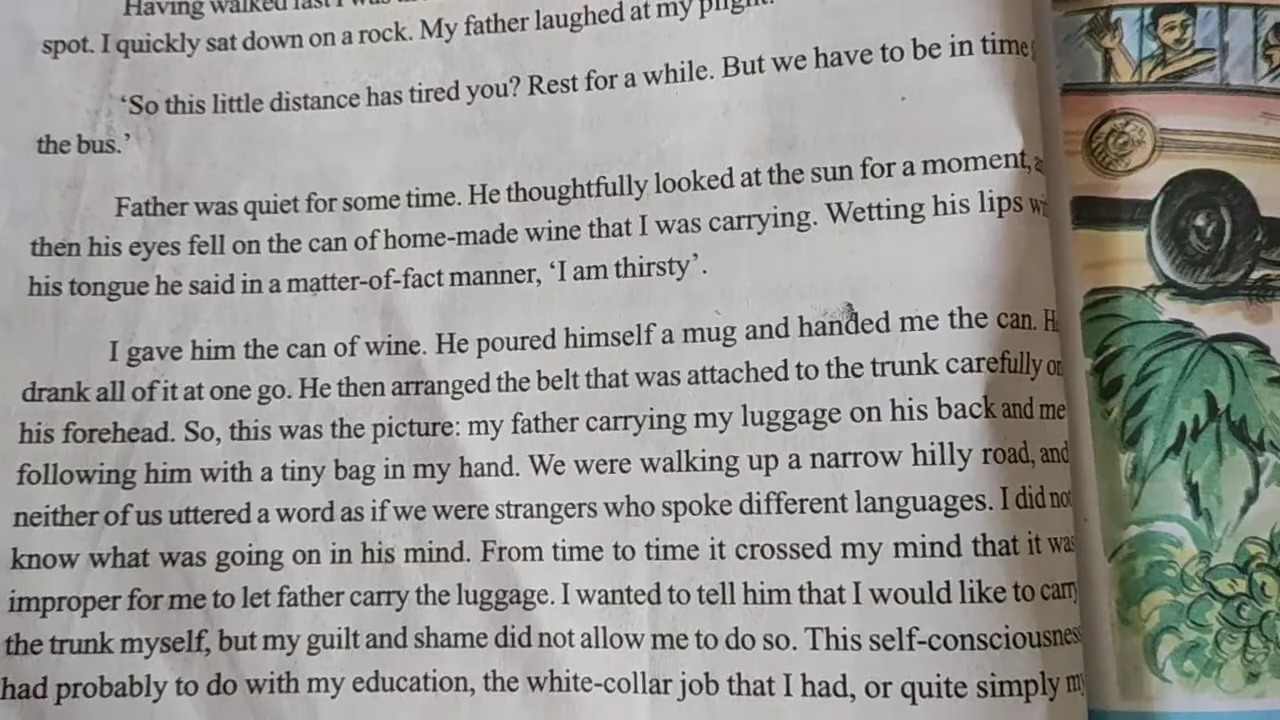 Having walked fast I was
spot. I quickly sat down on a rock. My father laughed at my plight.
‘So this little distance has tired you? Rest for a while. But we have to be in time
the bus.’
Father was quiet for some time. He thoughtfully looked at the sun for a moment,
then his eyes fell on the can of home-made wine that I was carrying. Wetting his lips
his tongue he said in a matter-of-fact manner, ‘I am thirsty’.
I gave him the can of wine. He poured himself a mug and handed me the can. He
drank all of it at one go. He then arranged the belt that was attached to the trunk carefully on
his forehead. So, this was the picture: my father carrying my luggage on his back and me
following him with a tiny bag in my hand. We were walking up a narrow hilly road, and
neither of us uttered a word as if we were strangers who spoke different languages. I did not
know what was going on in his mind. From time to time it crossed my mind that it was
improper for me to let father carry the luggage. I wanted to tell him that I would like to carry
the trunk myself, but my guilt and shame did not allow me to do so. This self-consciousness
had probably to do with my education, the white-collar job that I had, or quite simply my